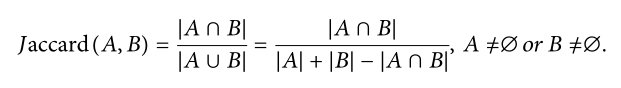 Jaccard(A, B) = |A ∩ B| / |A ∪ B| = |A ∩ B| / (|A| + |B| − |A ∩ B|), A ≠∅ or B ≠∅.